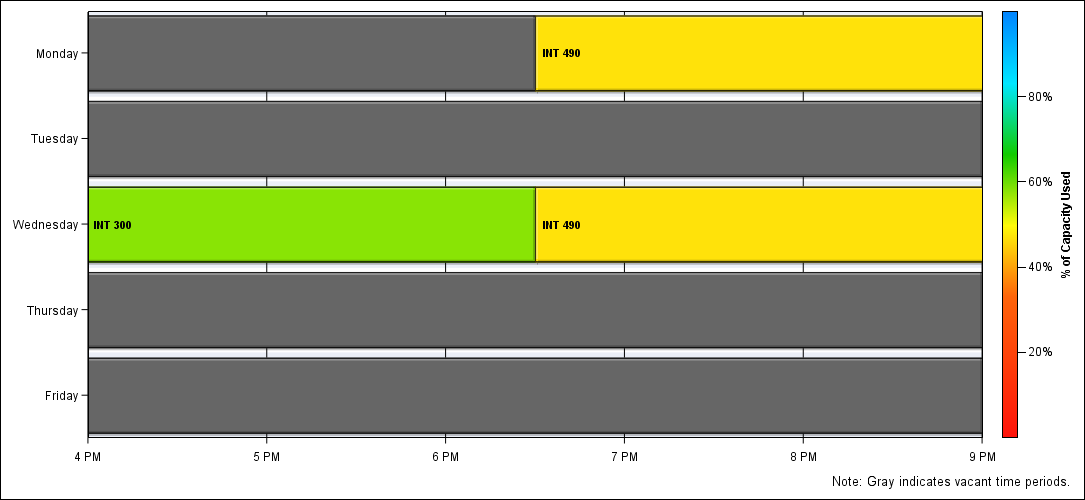 Monday
INT 490
80%
Tuesday
60%
Wednesday
INT 300
INT 490
% of Capacity Used
40%
Thursday
20%
Friday
4 PM
5 PM
6 PM
7 PM
8 PM
9 PM
Note: Gray indicates vacant time periods.